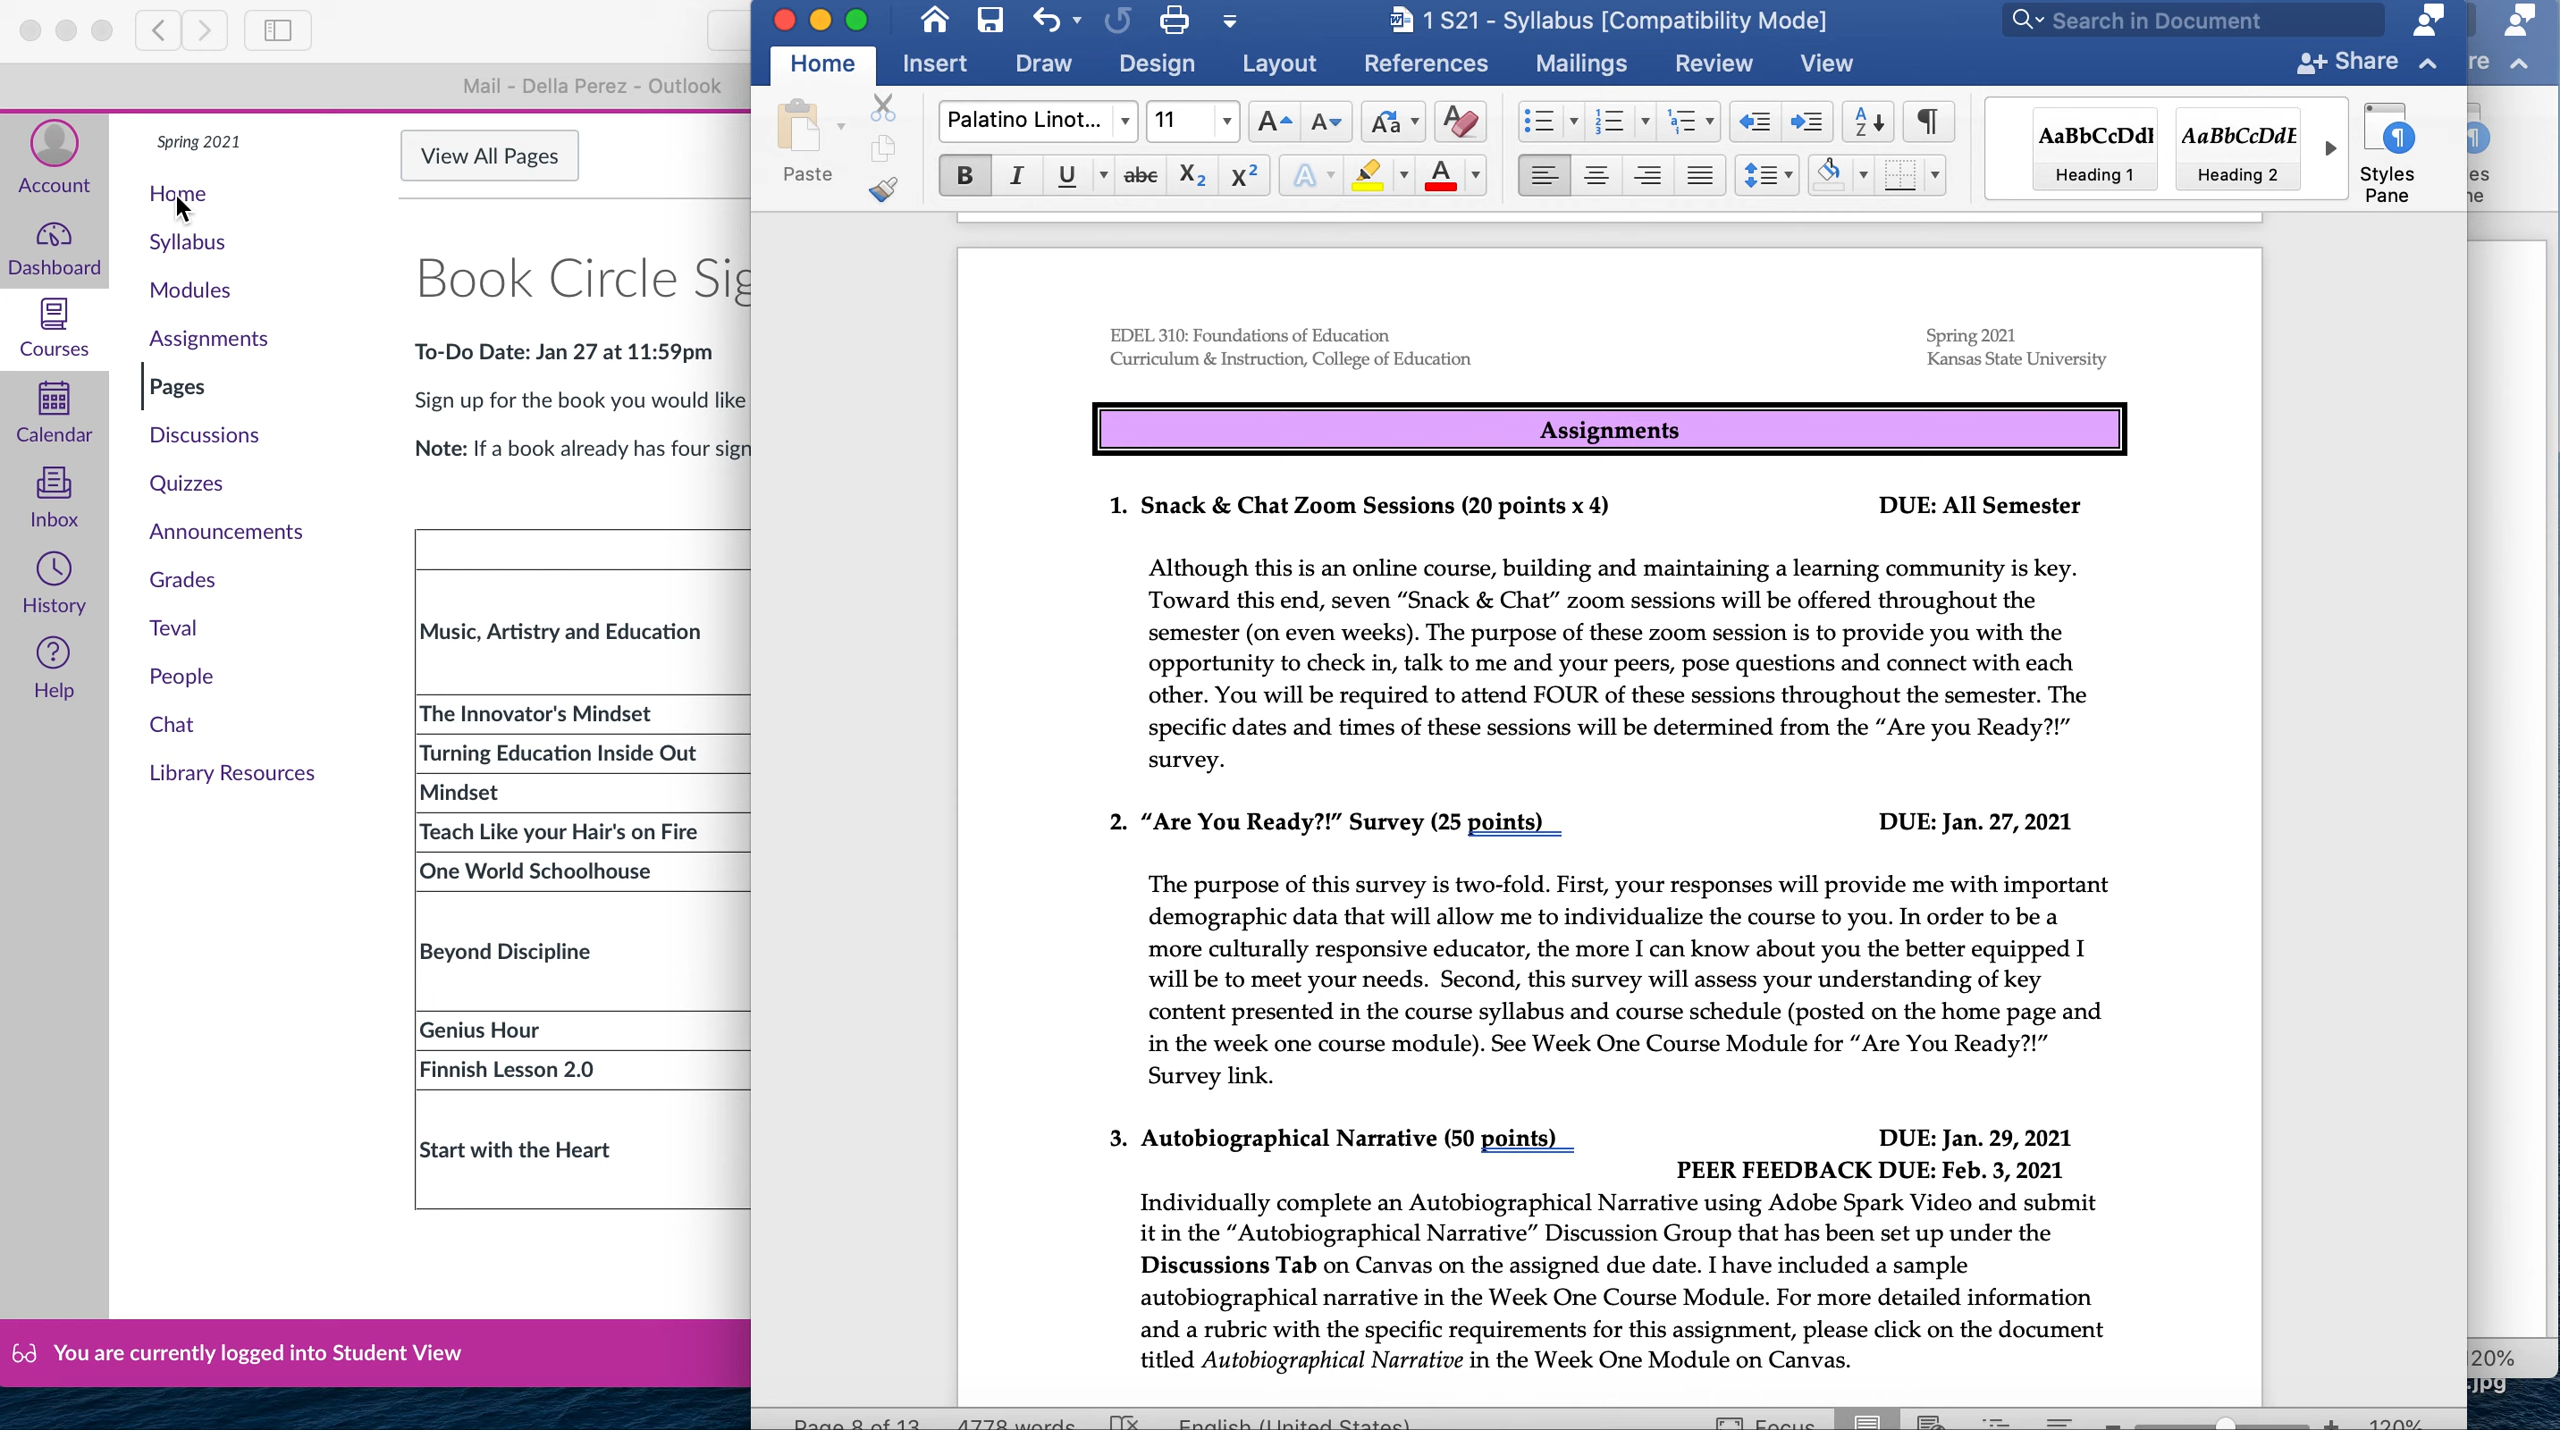 Mail - Della Perez - Outlook
Account
Dashboard
Courses
Calendar
Inbox
History
Help
Spring 2021
Home
Syllabus
Modules
Assignments
Pages
Discussions
Quizzes
Announcements
Grades
Teval
People
Chat
Library Resources
View All Pages
Book Circle Sig
To-Do Date: Jan 27 at 11:59pm
Sign up for the book you would like
Note: If a book already has four sign
Music, Artistry and Education
The Innovator's Mindset
Turning Education Inside Out
Mindset
Teach Like your Hair's on Fire
One World Schoolhouse
Beyond Discipline
Genius Hour
Finnish Lesson 2.0
Start with the Heart
You are currently logged into Student View
1 S21 - Syllabus [Compatibility Mode]
Search in Document
Home Insert Draw Design Layout References Mailings Review View
Share
re
Paste
Palatino Linot... 11
AaBbCcDdE
Heading 1
AaBbCcDdE
Heading 2
Styles
Pane
es
ne
EDEL 310: Foundations of Education Spring 2021
Curriculum & Instruction, College of Education Kansas State University
Assignments
1. Snack & Chat Zoom Sessions (20 points x 4) DUE: All Semester
Although this is an online course, building and maintaining a learning community is key.
Toward this end, seven “Snack & Chat” zoom sessions will be offered throughout the
semester (on even weeks). The purpose of these zoom session is to provide you with the
opportunity to check in, talk to me and your peers, pose questions and connect with each
other. You will be required to attend FOUR of these sessions throughout the semester. The
specific dates and times of these sessions will be determined from the “Are you Ready?!”
survey.
2. “Are You Ready?!” Survey (25 points) DUE: Jan. 27, 2021
The purpose of this survey is two-fold. First, your responses will provide me with important
demographic data that will allow me to individualize the course to you. In order to be a
more culturally responsive educator, the more I can know about you the better equipped I
will be to meet your needs.  Second, this survey will assess your understanding of key
content presented in the course syllabus and course schedule (posted on the home page and
in the week one course module). See Week One Course Module for “Are You Ready?!”
Survey link.
3. Autobiographical Narrative (50 points) DUE: Jan. 29, 2021
PEER FEEDBACK DUE: Feb. 3, 2021
Individually complete an Autobiographical Narrative using Adobe Spark Video and submit
it in the “Autobiographical Narrative” Discussion Group that has been set up under the
Discussions Tab on Canvas on the assigned due date. I have included a sample
autobiographical narrative in the Week One Course Module. For more detailed information
and a rubric with the specific requirements for this assignment, please click on the document
titled Autobiographical Narrative in the Week One Module on Canvas.
Page 8 of 13 4778 words English (United States) Focus 120%
120%
.jpg